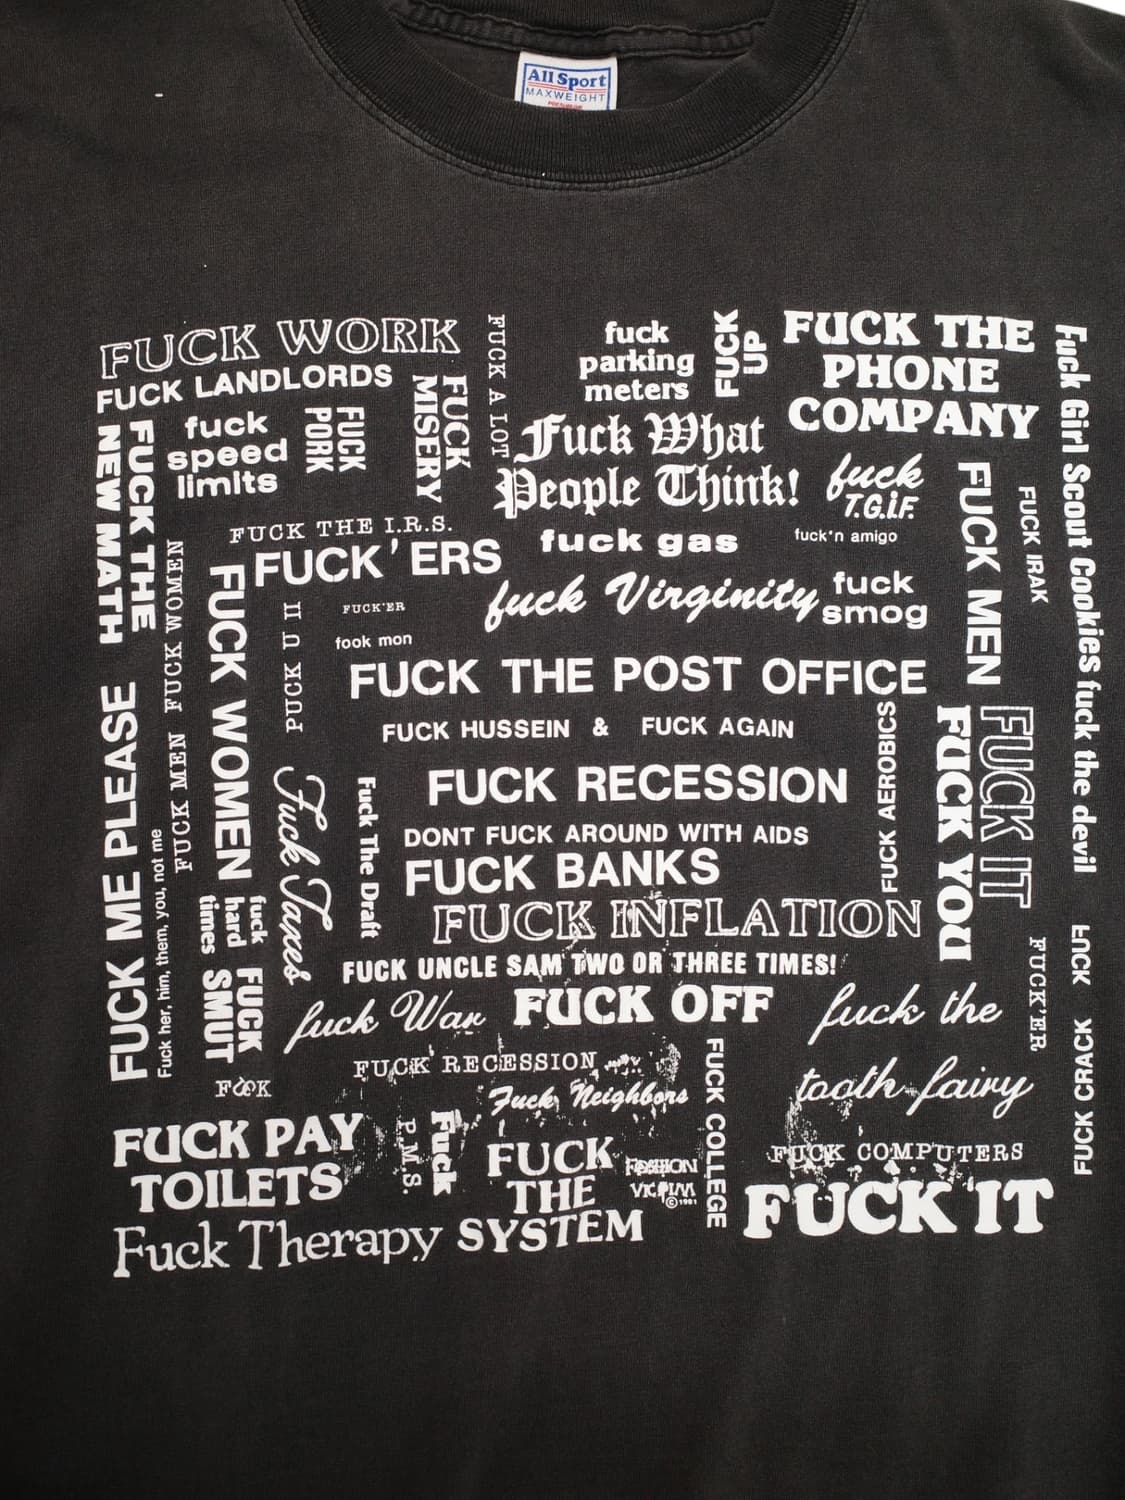 All Sport
MAXWEIGHT
FUCK WORK
FUCK LANDLORDS
fuck
speed
limits
FUCK
PORK
FUCK
MISERY
FUCK A LOT
fuck
parking
meters
FUCK
UP
FUCK THE
PHONE
COMPANY
Fuck Girl Scout Cookies fuck the devil
Fuck What
People Think!
fuck
T.G.I.F.
FUCK THE
NEW MATH
FUCK THE I.R.S.
FUCK'ERS
fuck gas
fuck'n amigo
FUCK MEN
FUCK IRAK
FUCK MEN FUCK WOMEN
FUCK WOMEN
PUCK U II
FUCK'ER
fook mon
fuck Virginity
fuck
smog
FUCK THE POST OFFICE
FUCK HUSSEIN & FUCK AGAIN
FUCK ME PLEASE
Fuck her, him, them, you, not me
Fuck Taxes
Fuck The Draft
FUCK RECESSION
FUCK AEROBICS
FUCK IT
FUCK YOU
DONT FUCK AROUND WITH AIDS
FUCK BANKS
FUCK INFLATION
fuck
hard
times
FUCK
SMUT
FUCK UNCLE SAM TWO OR THREE TIMES!
fuck War
FUCK OFF
fuck the
tooth fairy
FUCK'ER
FUCK
FUCK CRACK
FUCK RECESSION
Fuck Neighbors
FUCK COLLEGE
FUCK PAY
TOILETS
Fuck
P.M.S.
FUCK
THE
SYSTEM
FUCK COMPUTERS
FUCK IT
Fuck Therapy